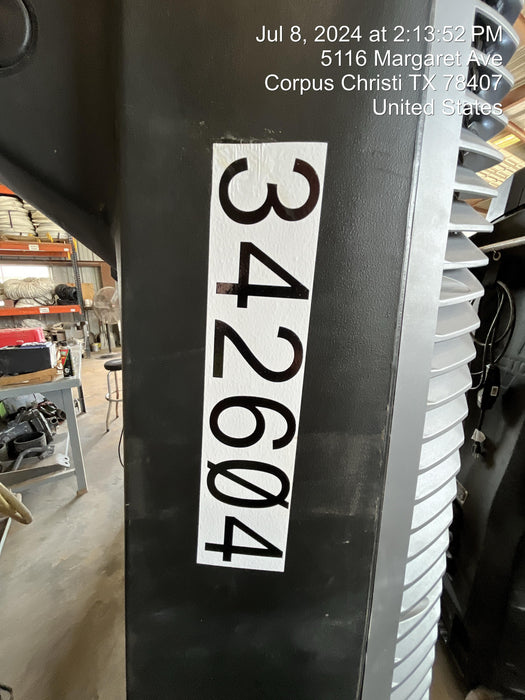 Jul 8, 2024 at 2:13:52 PM
5116 Margaret Ave
Corpus Christi TX 78407
United States
342604